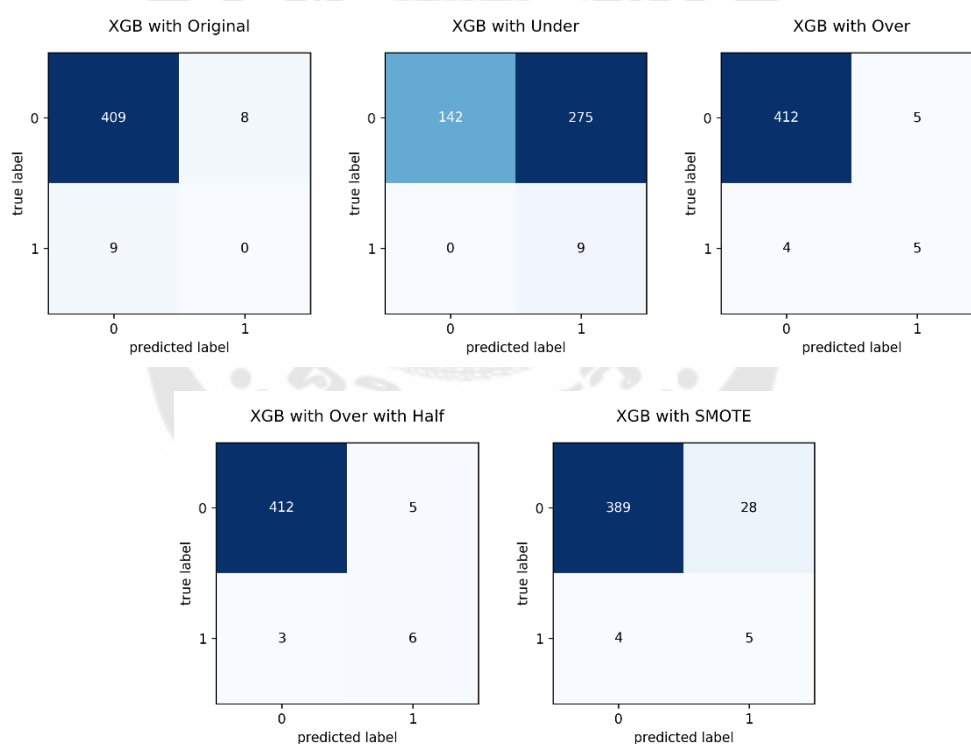 XGB with Original
0
409
8
true label
1
9
0
0
1
predicted label
XGB with Under
0
142
275
true label
1
0
9
0
1
predicted label
XGB with Over
0
412
5
true label
1
4
5
0
1
predicted label
XGB with Over with Half
0
412
5
true label
1
3
6
0
1
predicted label
XGB with SMOTE
0
389
28
true label
1
4
5
0
1
predicted label